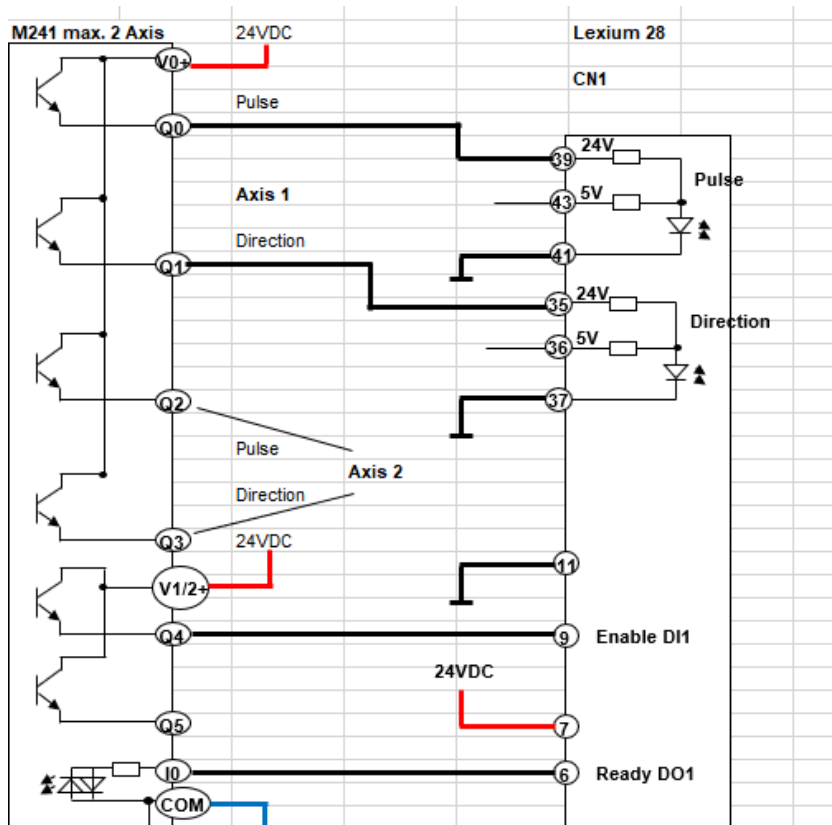 M241 max. 2 Axis 24VDC Lexium 28
V0+
CN1
Pulse
Q0
39 24V
Pulse
43 5V
Axis 1
Direction
41
Q1
35 24V
Direction
36 5V
37
Q2
Pulse
Axis 2
Direction
Q3 24VDC
11
V1/2+
Q4 9 Enable DI1
24VDC
Q5 7
I0 6 Ready DO1
COM